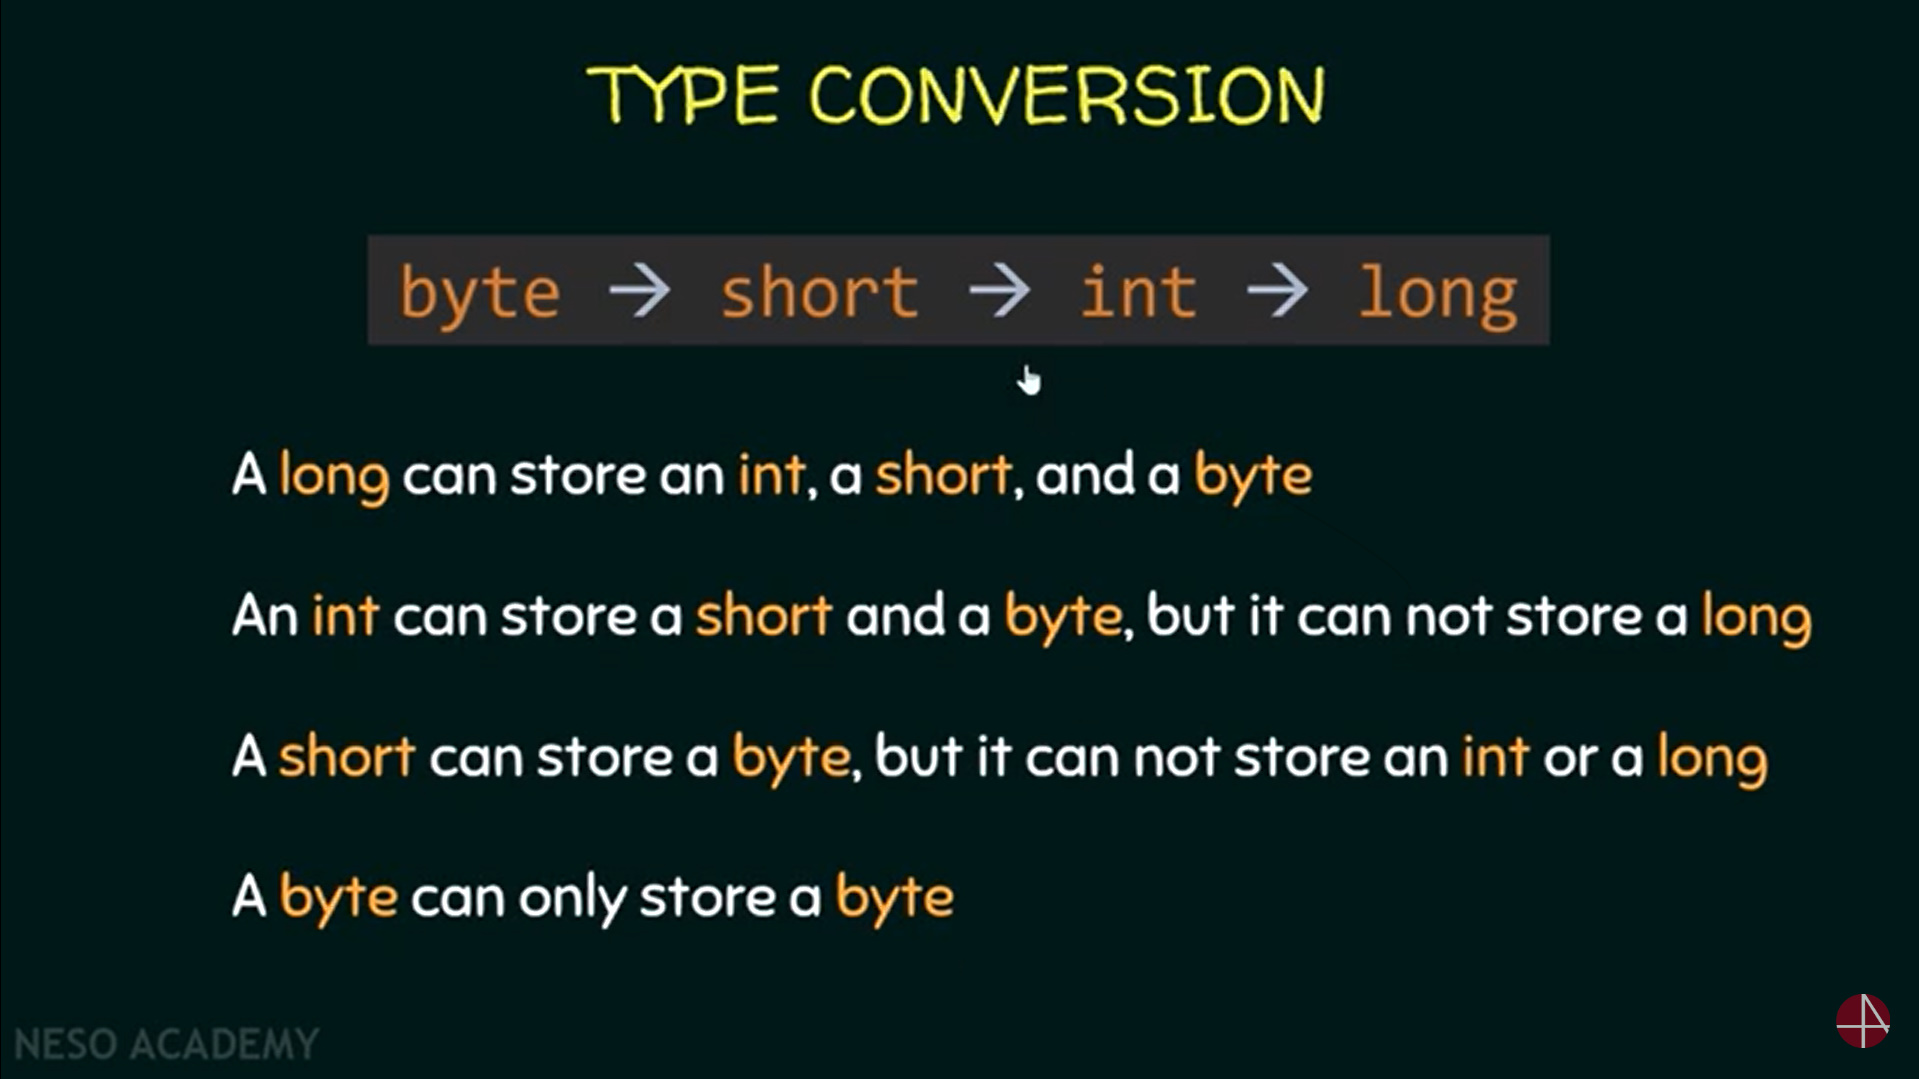 TYPE CONVERSION
byte → short → int → long
A long can store an int, a short, and a byte
An int can store a short and a byte, but it can not store a long
A short can store a byte, but it can not store an int or a long
A byte can only store a byte
NESO ACADEMY